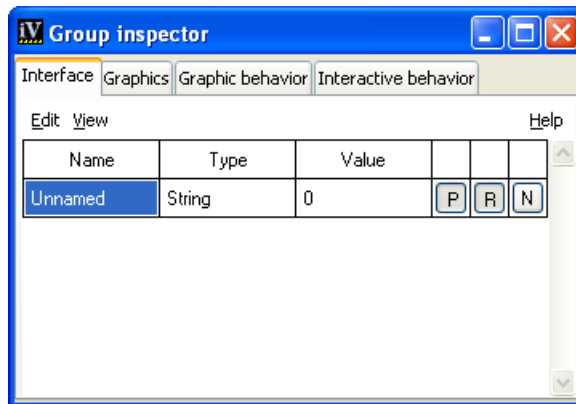 iV Group inspector
Interface Graphics Graphic behavior Interactive behavior
Edit View Help
Name Type Value
Unnamed String 0 P R N